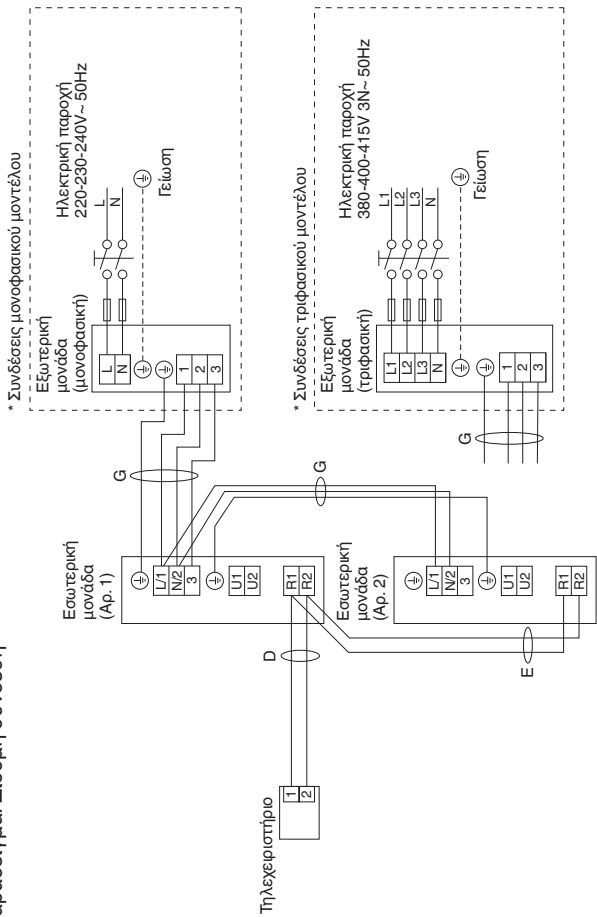 Τηλεχειριστήριο
1
2
D
E
Εσωτερική
μονάδα
(Αρ. 1)
L/1
N/2
3
U1
U2
R1
R2
Εσωτερική
μονάδα
(Αρ. 2)
L/1
N/2
3
U1
U2
R1
R2
G
G
G
* Συνδέσεις μονοφασικού μοντέλου
Εξωτερική
μονάδα
(μονοφασική)
L
N
1
2
3
Ηλεκτρική παροχή
220-230-240V~ 50Hz
L
N
Γείωση
* Συνδέσεις τριφασικού μοντέλου
Εξωτερική
μονάδα
(τριφασική)
L1
L2
L3
N
1
2
3
Ηλεκτρική παροχή
380-400-415V 3N~ 50Hz
L1
L2
L3
N
Γείωση